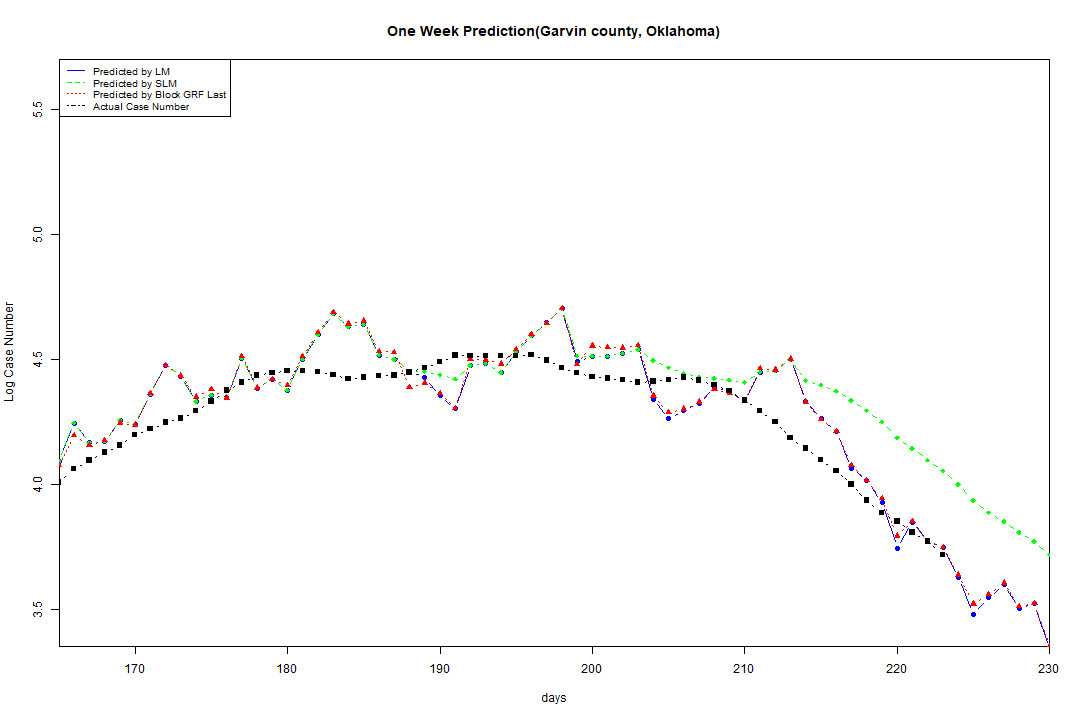 One Week Prediction(Garvin county, Oklahoma)
Predicted by LM
Predicted by SLM
Predicted by Block GRF Last
Actual Case Number
Log Case Number
5.5
5.0
4.5
4.0
3.5
170 180 190 200 210 220 230
days